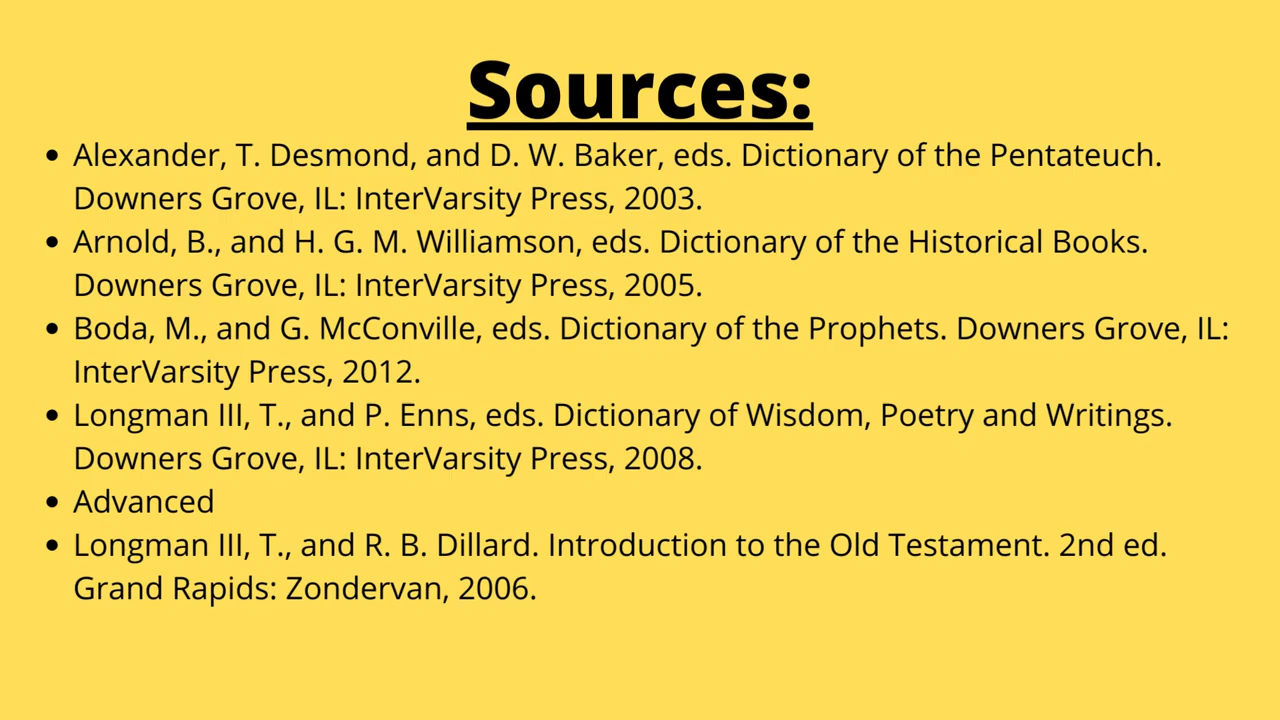 Sources:
• Alexander, T. Desmond, and D. W. Baker, eds. Dictionary of the Pentateuch.
Downers Grove, IL: InterVarsity Press, 2003.
• Arnold, B., and H. G. M. Williamson, eds. Dictionary of the Historical Books.
Downers Grove, IL: InterVarsity Press, 2005.
• Boda, M., and G. McConville, eds. Dictionary of the Prophets. Downers Grove, IL:
InterVarsity Press, 2012.
• Longman III, T., and P. Enns, eds. Dictionary of Wisdom, Poetry and Writings.
Downers Grove, IL: InterVarsity Press, 2008.
• Advanced
• Longman III, T., and R. B. Dillard. Introduction to the Old Testament. 2nd ed.
Grand Rapids: Zondervan, 2006.